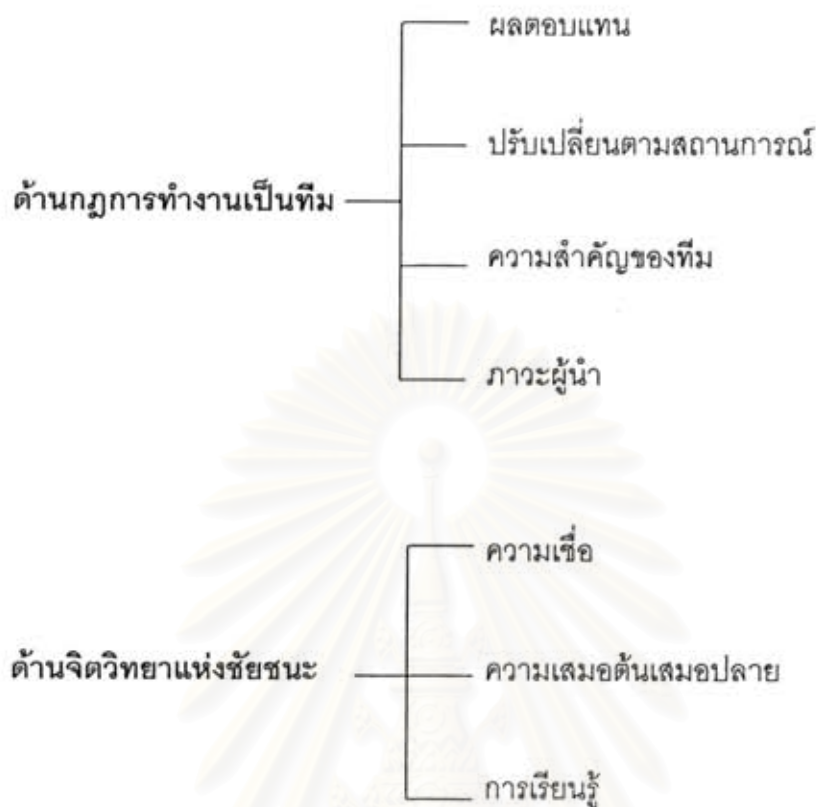 ผลตอบแทน
ปรับเปลี่ยนตามสถานการณ์
ด้านกฎการทำงานเป็นทีม
ความสำคัญของทีม
ภาวะผู้นำ
ความเชื่อ
ด้านจิตวิทยาแห่งชัยชนะ
ความเสมอต้นเสมอปลาย
การเรียนรู้